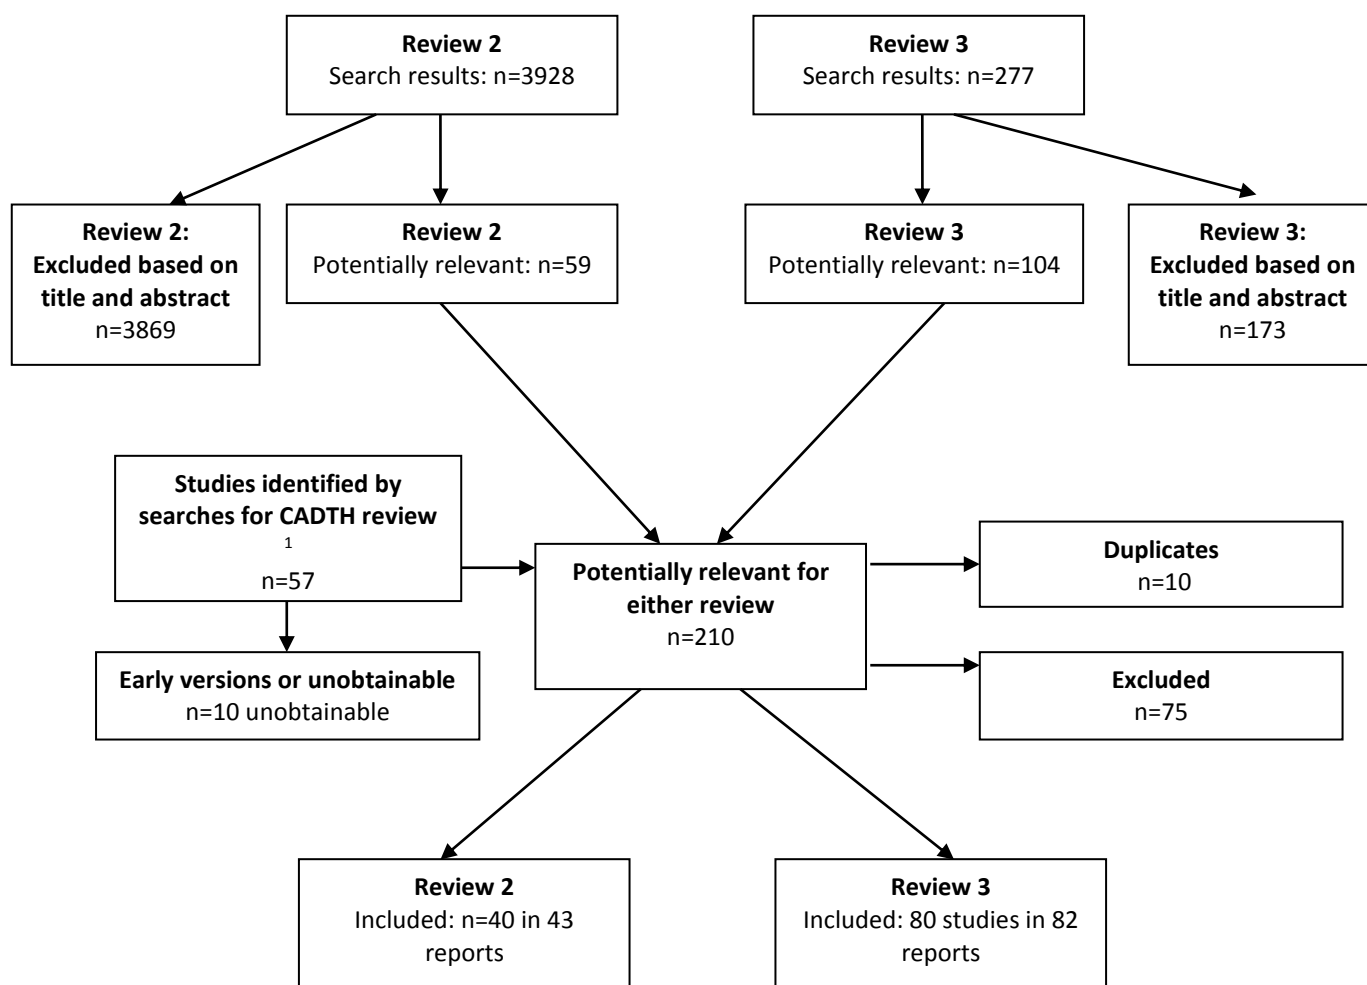 Review 2
Search results: n=3928
Review 3
Search results: n=277
Review 2:
Excluded based on
title and abstract
n=3869
Review 2
Potentially relevant: n=59
Review 3
Potentially relevant: n=104
Review 3:
Excluded based on
title and abstract
n=173
Studies identified by
searches for CADTH review
1
n=57
Potentially relevant for
either review
n=210
Duplicates
n=10
Early versions or unobtainable
n=10 unobtainable
Excluded
n=75
Review 2
Included: n=40 in 43
reports
Review 3
Included: 80 studies in 82
reports